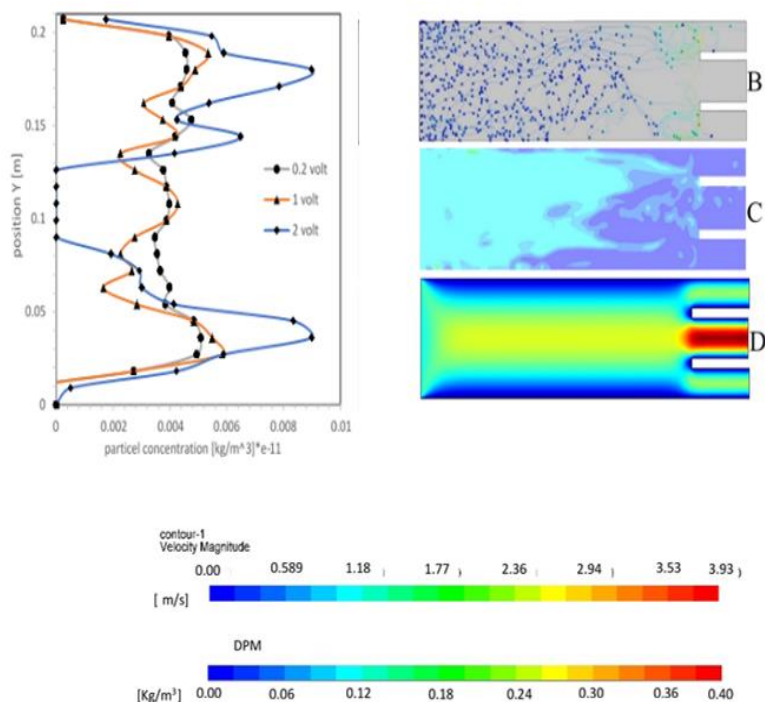 0.2
0.15
0.1
0.05
0
position Y [m]
0.2 volt
1 volt
2 volt
0
0.002
0.004
0.006
0.008
0.01
particel concentration [kg/m^3]*e-11
B
C
D
contour-1
Velocity Magnitude
0.00 0.589 1.18 ) 1.77 ) 2.36 ) 2.94 ) 3.53 3.93 )
[ m/s]
DPM
[Kg/m³] 0.00 0.06 0.12 0.18 0.24 0.30 0.36 0.40